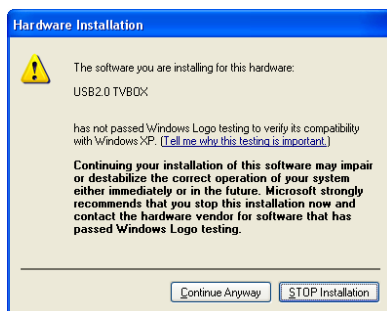 Hardware Installation
The software you are installing for this hardware:
USB2.0 TVBOX
has not passed Windows Logo testing to verify its compatibility
with Windows XP. (Tell me why this testing is important.)
Continuing your installation of this software may impair
or destabilize the correct operation of your system
either immediately or in the future. Microsoft strongly
recommends that you stop this installation now and
contact the hardware vendor for software that has
passed Windows Logo testing.
Continue Anyway STOP Installation